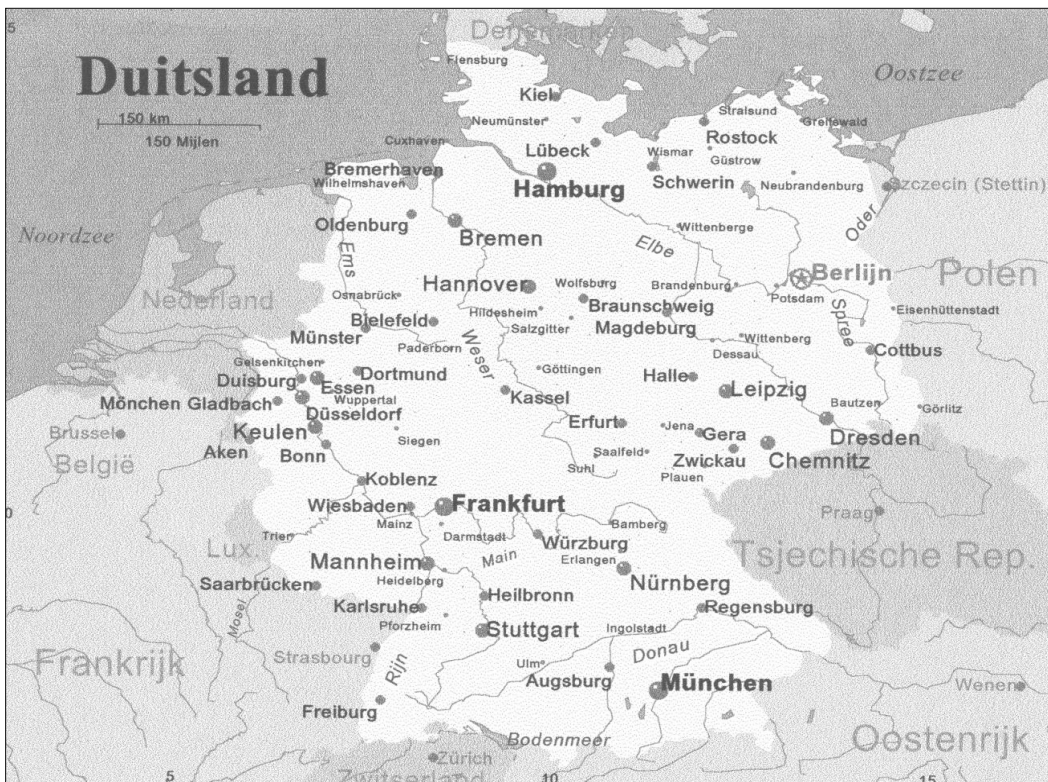 5
Denemarken
Duitsland
Flensburg
Oostzee
Kiel
150 km
150 Mijlen
Stralsund
Neumünster
Greifswald
Rostock
Cuxhaven
Lübeck
Wismar
Güstrow
Bremerhaven
Wilhelmshaven
Hamburg
Schwerin
Neubrandenburg
Szczecin (Stettin)
Oldenburg
Noordzee
Bremen
Wittenberge
Oder
Elbe
Ems
Berlijn
Polen
Nederland
Osnabrück
Hannover
Wolfsburg
Brandenburg
Potsdam
Hildesheim
Braunschweig
Spree
Eisenhüttenstadt
Bielefeld
Salzgitter
Magdeburg
Münster
Weser
Wittenberg
Paderborn
Dessau
Cottbus
Gelsenkirchen
Göttingen
Duisburg
Dortmund
Essen
Halle
Leipzig
Wuppertal
Kassel
Mönchen Gladbach
Düsseldorf
Bautzen
Görlitz
Brussel
Keulen
Siegen
Erfurt
Jena
Gera
Dresden
Aken
Bonn
Saalfeld
Zwickau
Chemnitz
België
Suhl
Plauen
Koblenz
Wiesbaden
Frankfurt
0
Praag
Mainz
Bamberg
Trier
Darmstadt
Würzburg
Lux.
Main
Erlangen
Tsjechische Rep.
Mannheim
Heidelberg
Nürnberg
Saarbrücken
Heilbronn
Mosel
Karlsruhe
Regensburg
Pforzheim
Stuttgart
Ingolstadt
Frankrijk
Strasbourg
Rijn
Ulm
Donau
Augsburg
München
Wenen
Freiburg
Bodenmeer
Oostenrijk
Zürich
Zwitserland
5
10
15